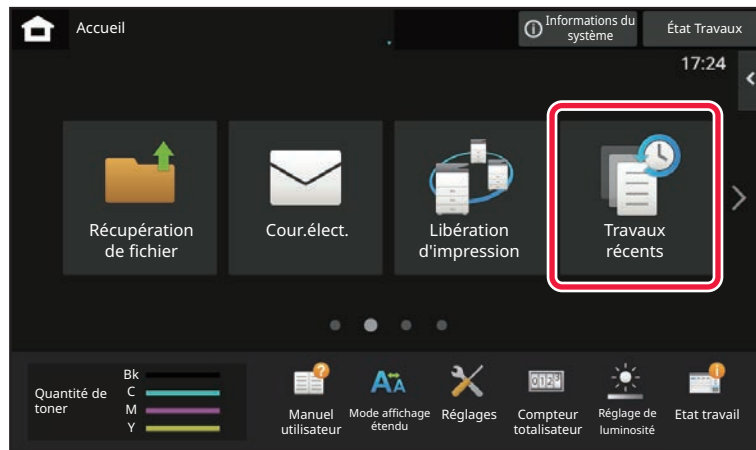 Accueil
Informations du
système
État Travaux
17:24
Récupération
de fichier
Cour.élect.
Libération
d'impression
Travaux
récents
Quantité de
toner
Bk
C
M
Y
Manuel
utilisateur
Mode affichage
étendu
Réglages
0123
Compteur
totalisateur
Réglage de
luminosité
Etat travail